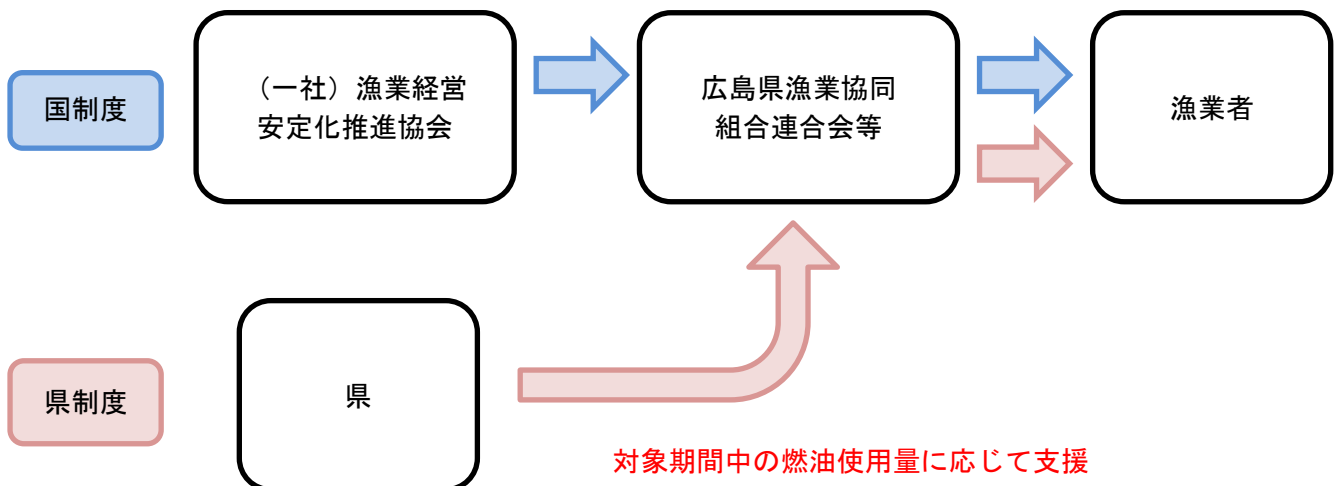 国制度
（一社）漁業経営
安定化推進協会
広島県漁業協同
組合連合会等
漁業者
県制度
県
対象期間中の燃油使用量に応じて支援